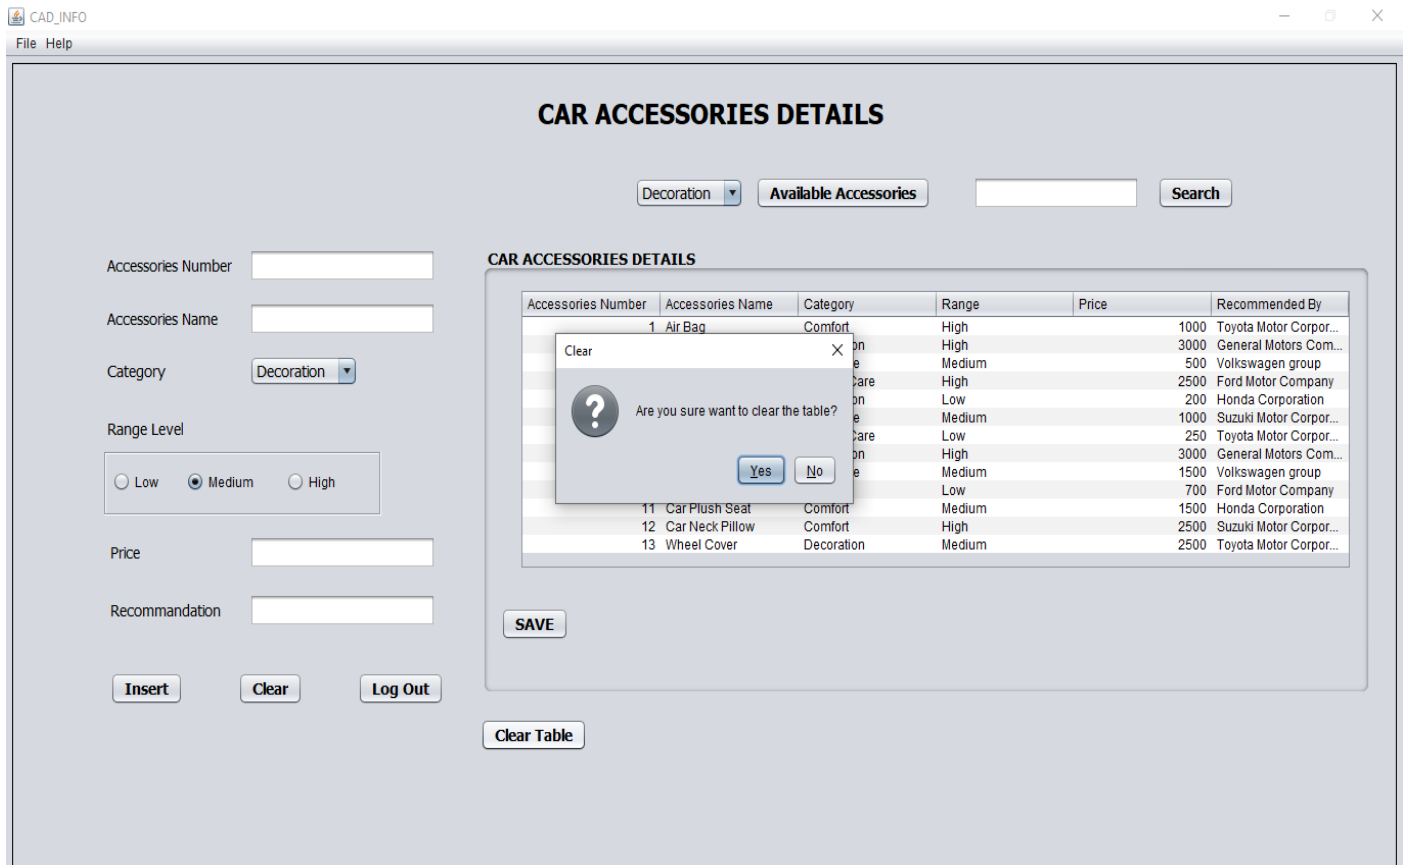 CAD_INFO
File Help
CAR ACCESSORIES DETAILS
Decoration Available Accessories Search
Accessories Number
Accessories Name
Category Decoration
Range Level
Low Medium High
Price
Recommandation
Insert Clear Log Out
CAR ACCESSORIES DETAILS
Accessories Number Accessories Name Category Range Price Recommended By
1 Air Bag Comfort High 1000 Toyota Motor Corpor...
High 3000 General Motors Com...
Medium 500 Volkswagen group
Care High 2500 Ford Motor Company
Low 200 Honda Corporation
Medium 1000 Suzuki Motor Corpor...
Care Low 250 Toyota Motor Corpor...
High 3000 General Motors Com...
Medium 1500 Volkswagen group
Low 700 Ford Motor Company
11 Car Plush Seat Comfort Medium 1500 Honda Corporation
12 Car Neck Pillow Comfort High 2500 Suzuki Motor Corpor...
13 Wheel Cover Decoration Medium 2500 Toyota Motor Corpor...
Clear
Are you sure want to clear the table?
Yes No
SAVE
Clear Table